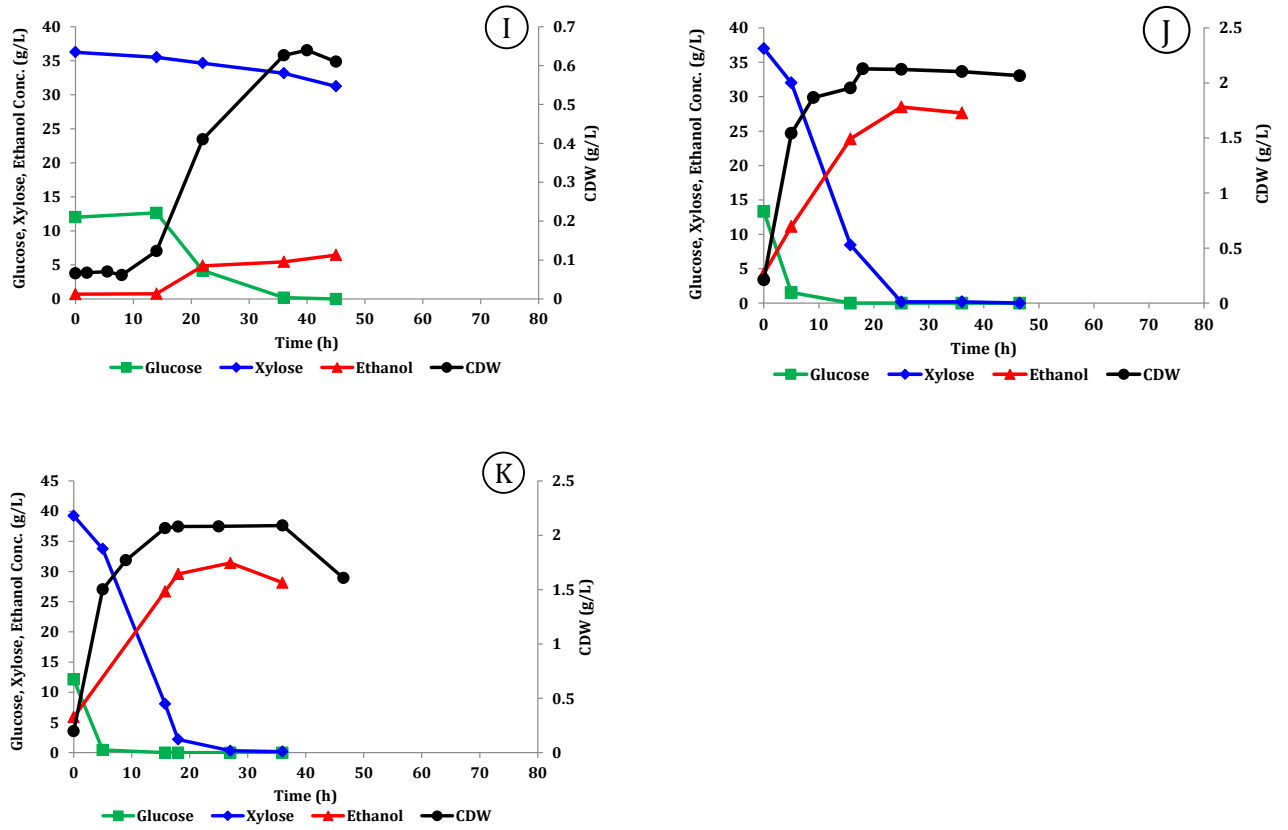 I
Glucose, Xylose, Ethanol Conc. (g/L)
40
35
30
25
20
15
10
5
0
0.7
0.6
0.5
0.4
0.3
0.2
0.1
0
CDW (g/L)
0 10 20 30 40 50 60 70 80
Time (h)
Glucose Xylose Ethanol CDW
J
Glucose, Xylose, Ethanol Conc. (g/L)
40
35
30
25
20
15
10
5
0
2.5
2
1.5
1
0.5
0
CDW (g/L)
0 10 20 30 40 50 60 70 80
Time (h)
Glucose Xylose Ethanol CDW
K
Glucose, Xylose, Ethanol Conc. (g/L)
45
40
35
30
25
20
15
10
5
0
2.5
2
1.5
1
0.5
0
CDW (g/L)
0 10 20 30 40 50 60 70 80
Time (h)
Glucose Xylose Ethanol CDW